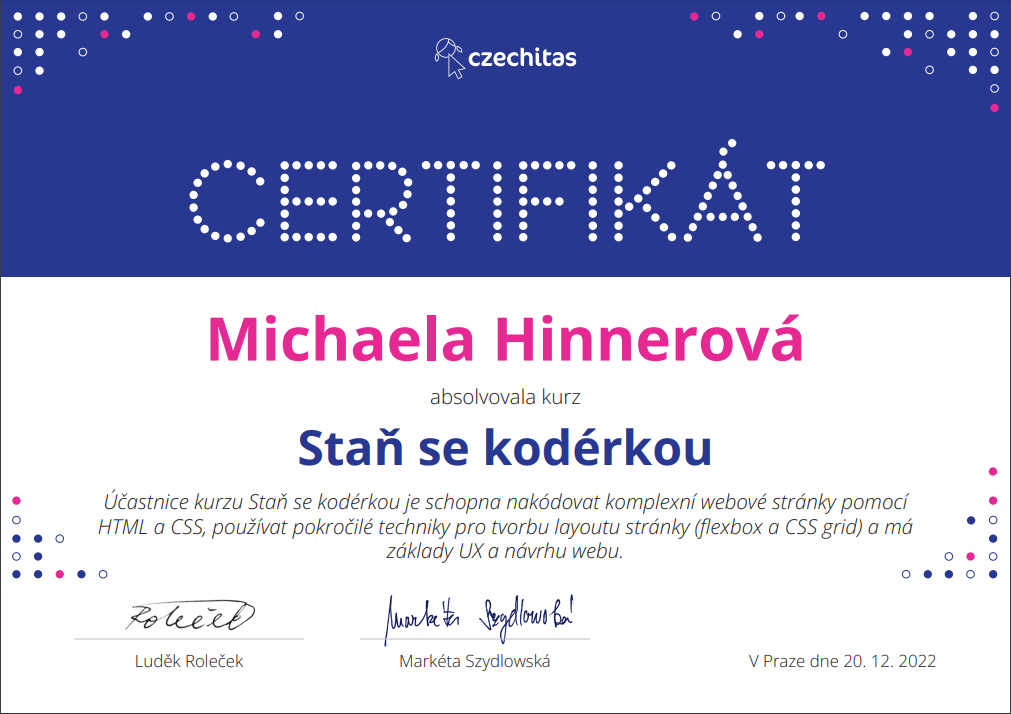 czechitas
CERTIFIKÁT
Michaela Hinnerová
absolvovala kurz
Staň se kodérkou
Účastnice kurzu Staň se kodérkou je schopna nakódovat komplexní webové stránky pomocí
HTML a CSS, používat pokročilé techniky pro tvorbu layoutu stránky (flexbox a CSS grid) a má
základy UX a návrhu webu.
Roleček
Markéta Szydlowská
Luděk Roleček
Markéta Szydlowská
V Praze dne 20. 12. 2022